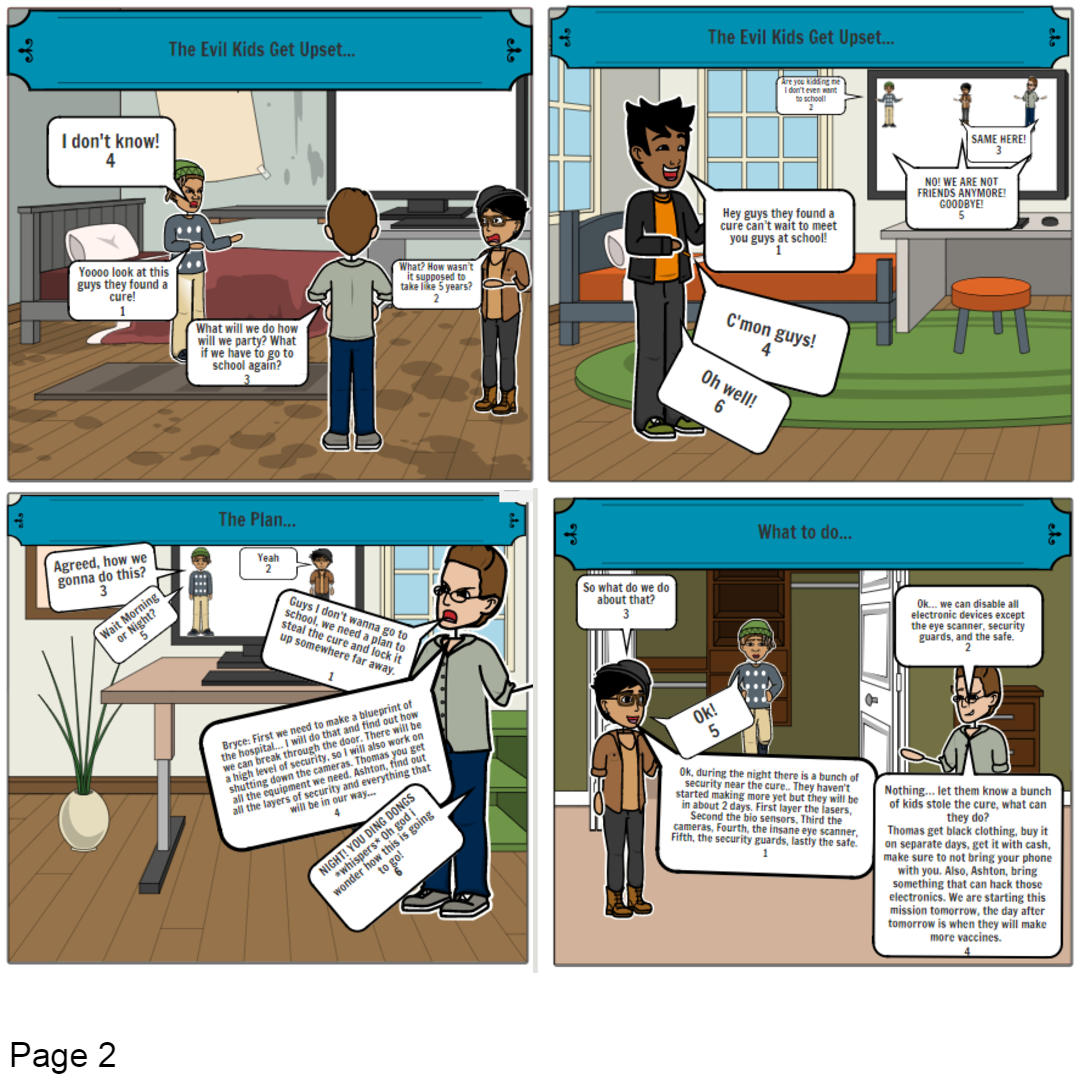 The Evil Kids Get Upset...
I don't know!
4
Yoooo look at this
guys they found a
cure!
1
What? How wasn't
it supposed to
take like 5 years?
2
What will we do how
will we party? What
if we have to go to
school again?
3
The Evil Kids Get Upset...
Are you kidding me
I don't even want
to school!
2
SAME HERE!
3
NO! WE ARE NOT
FRIENDS ANYMORE!
GOODBYE!
5
Hey guys they found a
cure can't wait to meet
you guys at school!
1
C'mon guys!
4
Oh well!
6
The Plan...
Agreed, how we
gonna do this?
3
Yeah
2
Wait Morning
or Night?
5
Guys I don't wanna go to
school, we need a plan to
steal the cure and lock it
up somewhere far away.
1
Bryce: First we need to make a blueprint of
the hospital... I will do that and find out how
we can break through the door. There will be
a high level of security, so I will also work on
shutting down the cameras. Thomas you get
all the equipment we need. Ashton, find out
all the layers of security and everything that
will be in our way...
4
NIGHT! YOU DING DONGS
*whispers* Oh god i
wonder how this is going
to go!
6
What to do...
So what do we do
about that?
3
Ok... we can disable all
electronic devices except
the eye scanner, security
guards, and the safe.
2
Ok!
5
Ok, during the night there is a bunch of
security near the cure.. They haven't
started making more yet but they will be
in about 2 days. First layer the lasers,
Second the bio sensors, Third the
cameras, Fourth, the insane eye scanner,
Fifth, the security guards, lastly the safe.
1
Nothing... let them know a bunch
of kids stole the cure, what can
they do?
Thomas get black clothing, buy it
on separate days, get it with cash,
make sure to not bring your phone
with you. Also, Ashton, bring
something that can hack those
electronics. We are starting this
mission tomorrow, the day after
tomorrow is when they will make
more vaccines.
4
Page 2